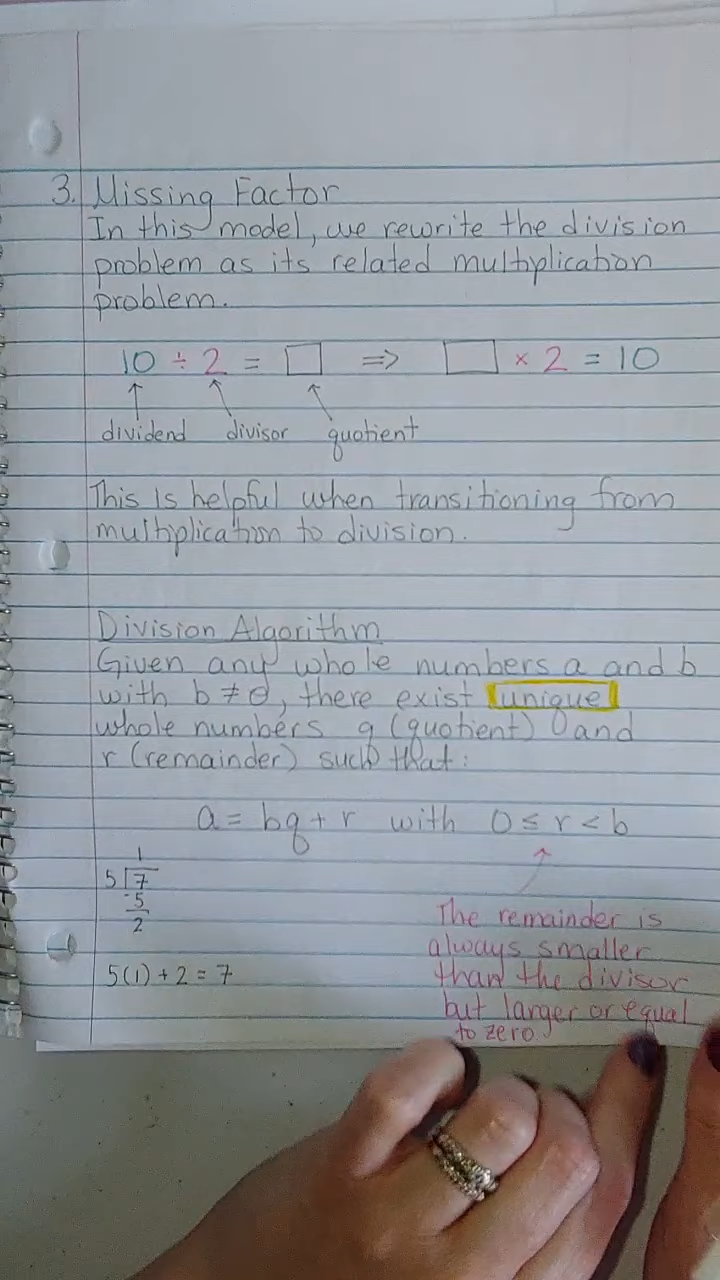 3. Missing Factor
In this model, we rewrite the division
problem as its related multiplication
problem.
10 ÷ 2 = □ ⇒ □ × 2 = 10
dividend divisor quotient
This is helpful when transitioning from
multiplication to division.
Division Algorithm
Given any whole numbers a and b
with b ≠ 0, there exist unique
whole numbers q (quotient) and
r (remainder) such that:
a = bq + r with 0 ≤ r < b
1
5 7
-5
2
5(1) + 2 = 7
The remainder is
always smaller
than the divisor
but larger or equal
to zero.